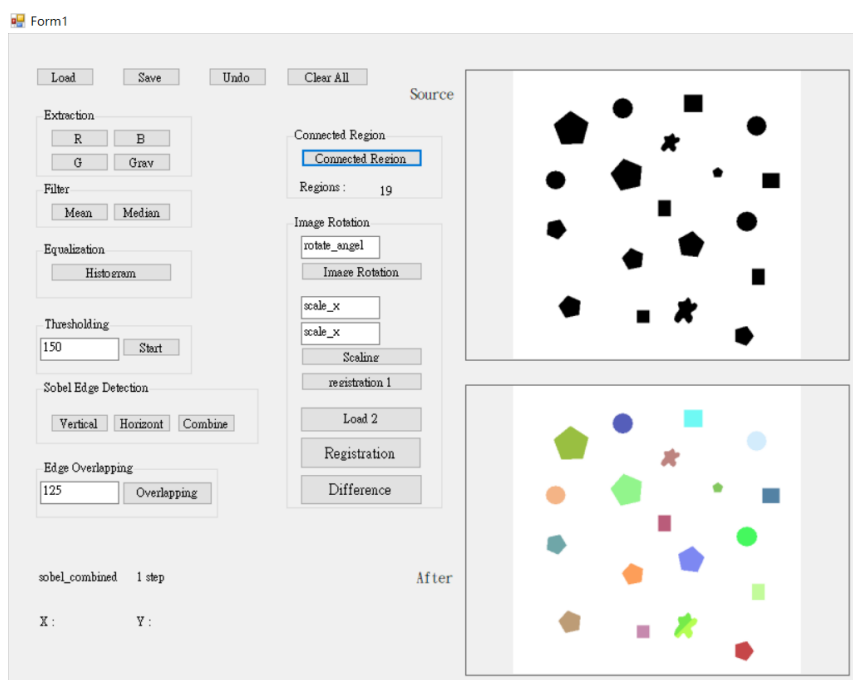 Form1
Load Save Undo Clear All
Source
Extraction
R B
G Grav
Connected Region
Connected Region
Regions : 19
Filter
Mean Median
Image Rotation
rotate_angel
Image Rotation
Equalization
Histogram
scale_x
scale_x
Scaling
registration 1
Thresholding
150 Start
Sobel Edge Detection
Vertical Horizont Combine
Load 2
Registration
Difference
Edge Overlapping
125 Overlapping
sobel_combined 1 step
After
X : Y :